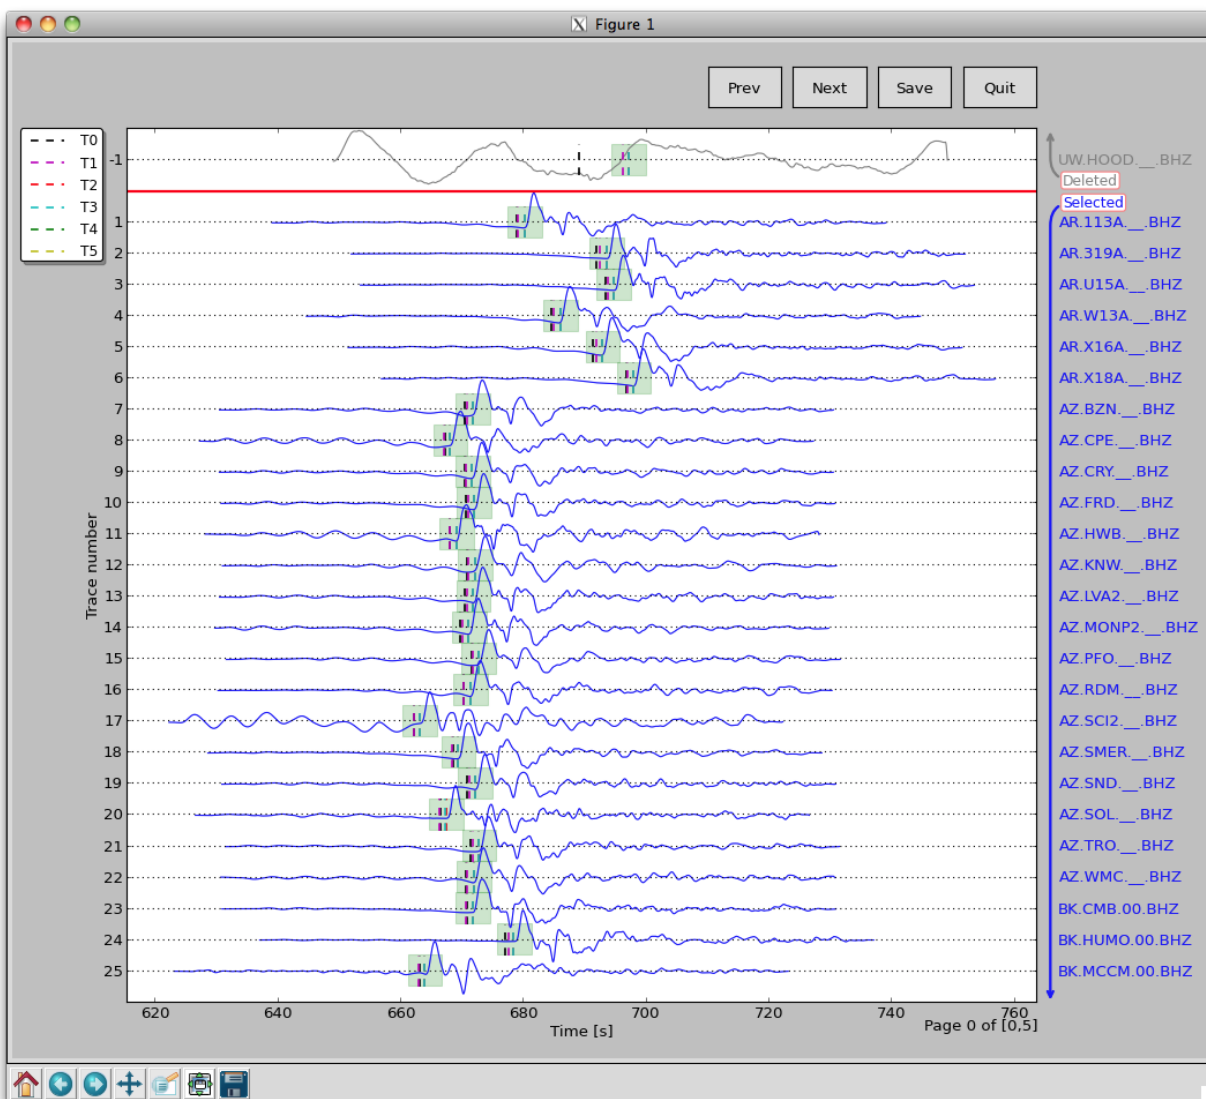 Figure 1
Prev
Next
Save
Quit
T0
T1
T2
T3
T4
T5
-1
UW.HOOD.__.BHZ
Deleted
Selected
1
AR.113A.__.BHZ
2
AR.319A.__.BHZ
3
AR.U15A.__.BHZ
4
AR.W13A.__.BHZ
5
AR.X16A.__.BHZ
6
AR.X18A.__.BHZ
7
AZ.BZN.__.BHZ
8
AZ.CPE.__.BHZ
9
AZ.CRY.__.BHZ
10
AZ.FRD.__.BHZ
11
AZ.HWB.__.BHZ
12
AZ.KNW.__.BHZ
13
AZ.LVA2.__.BHZ
14
AZ.MONP2.__.BHZ
15
AZ.PFO.__.BHZ
16
AZ.RDM.__.BHZ
17
AZ.SCI2.__.BHZ
18
AZ.SMER.__.BHZ
19
AZ.SND.__.BHZ
20
AZ.SOL.__.BHZ
21
AZ.TRO.__.BHZ
22
AZ.WMC.__.BHZ
23
BK.CMB.00.BHZ
24
BK.HUMO.00.BHZ
25
BK.MCCM.00.BHZ
Trace number
620 640 660 680 700 720 740 760
Time [s]
Page 0 of [0,5]